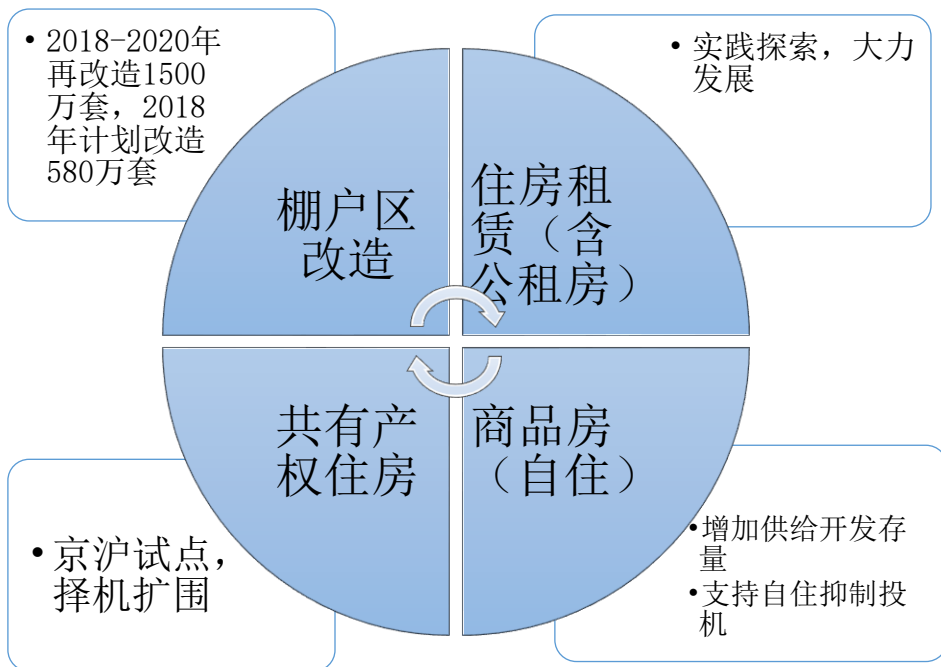 • 2018-2020年
再改造1500
万套，2018
年计划改造
580万套
• 实践探索，大力
发展
棚户区
改造
住房租
赁（含
公租房）
共有产
权住房
商品房
（自住）
• 京沪试点，
择机扩围
•增加供给开发存
量
•支持自住抑制投
机